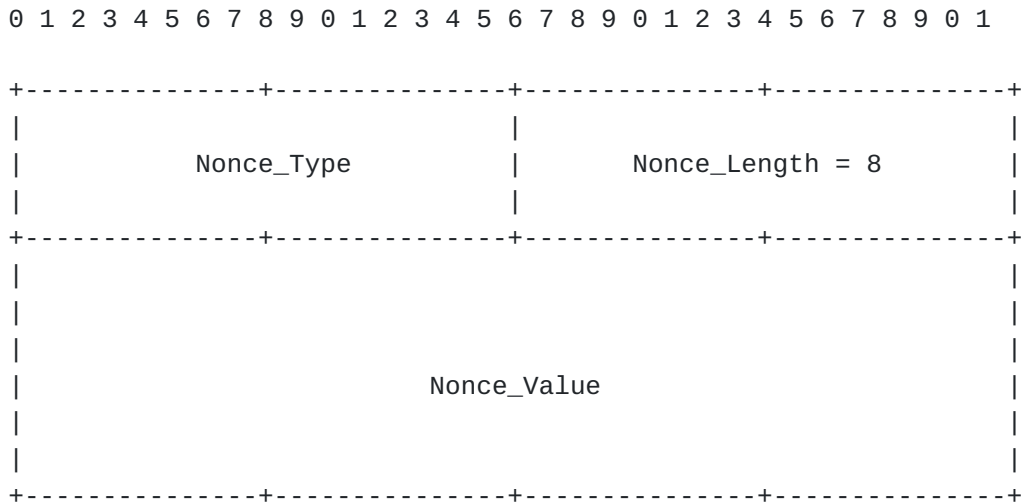 0 1 2 3 4 5 6 7 8 9 0 1 2 3 4 5 6 7 8 9 0 1 2 3 4 5 6 7 8 9 0 1
Nonce_Type Nonce_Length = 8
Nonce_Value